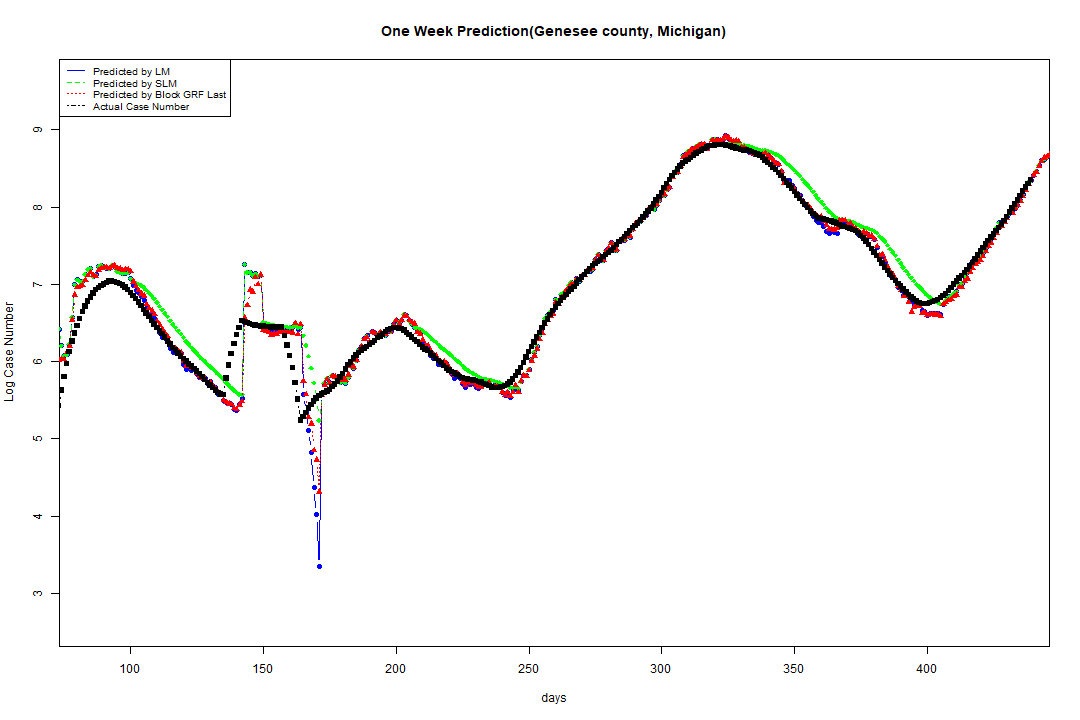 One Week Prediction(Genesee county, Michigan)
Predicted by LM
Predicted by SLM
Predicted by Block GRF Last
Actual Case Number
9
8
7
6
5
4
3
Log Case Number
100 150 200 250 300 350 400
days